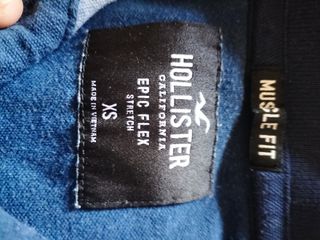 HOLLISTER
CALIFORNIA
EPIC FLEX
STRETCH
XS
MADE IN VIETNAM
MUSCLE FIT